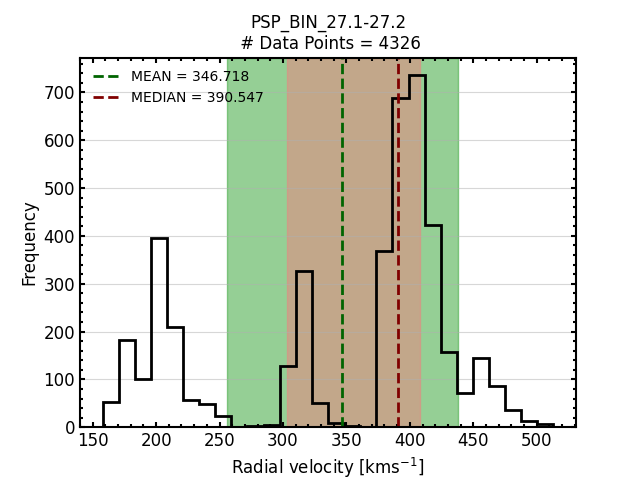 PSP_BIN_27.1-27.2
# Data Points = 4326
MEAN = 346.718
MEDIAN = 390.547
700
600
500
400
300
200
100
0
Frequency
150 200 250 300 350 400 450 500
Radial velocity [kms⁻¹]